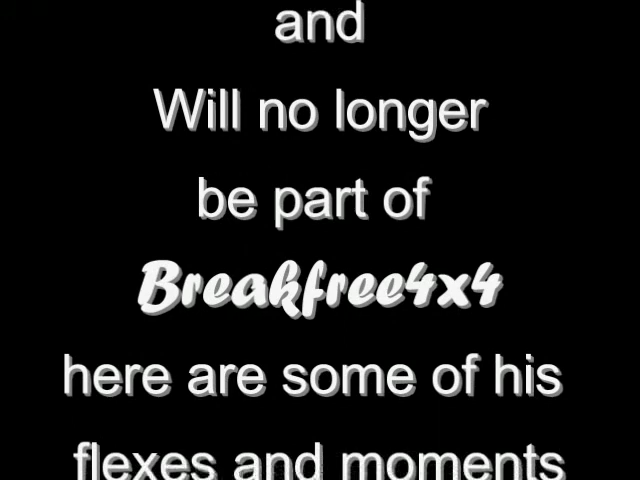 and
Will no longer
be part of
Breakfree4x4
here are some of his
flexes and moments